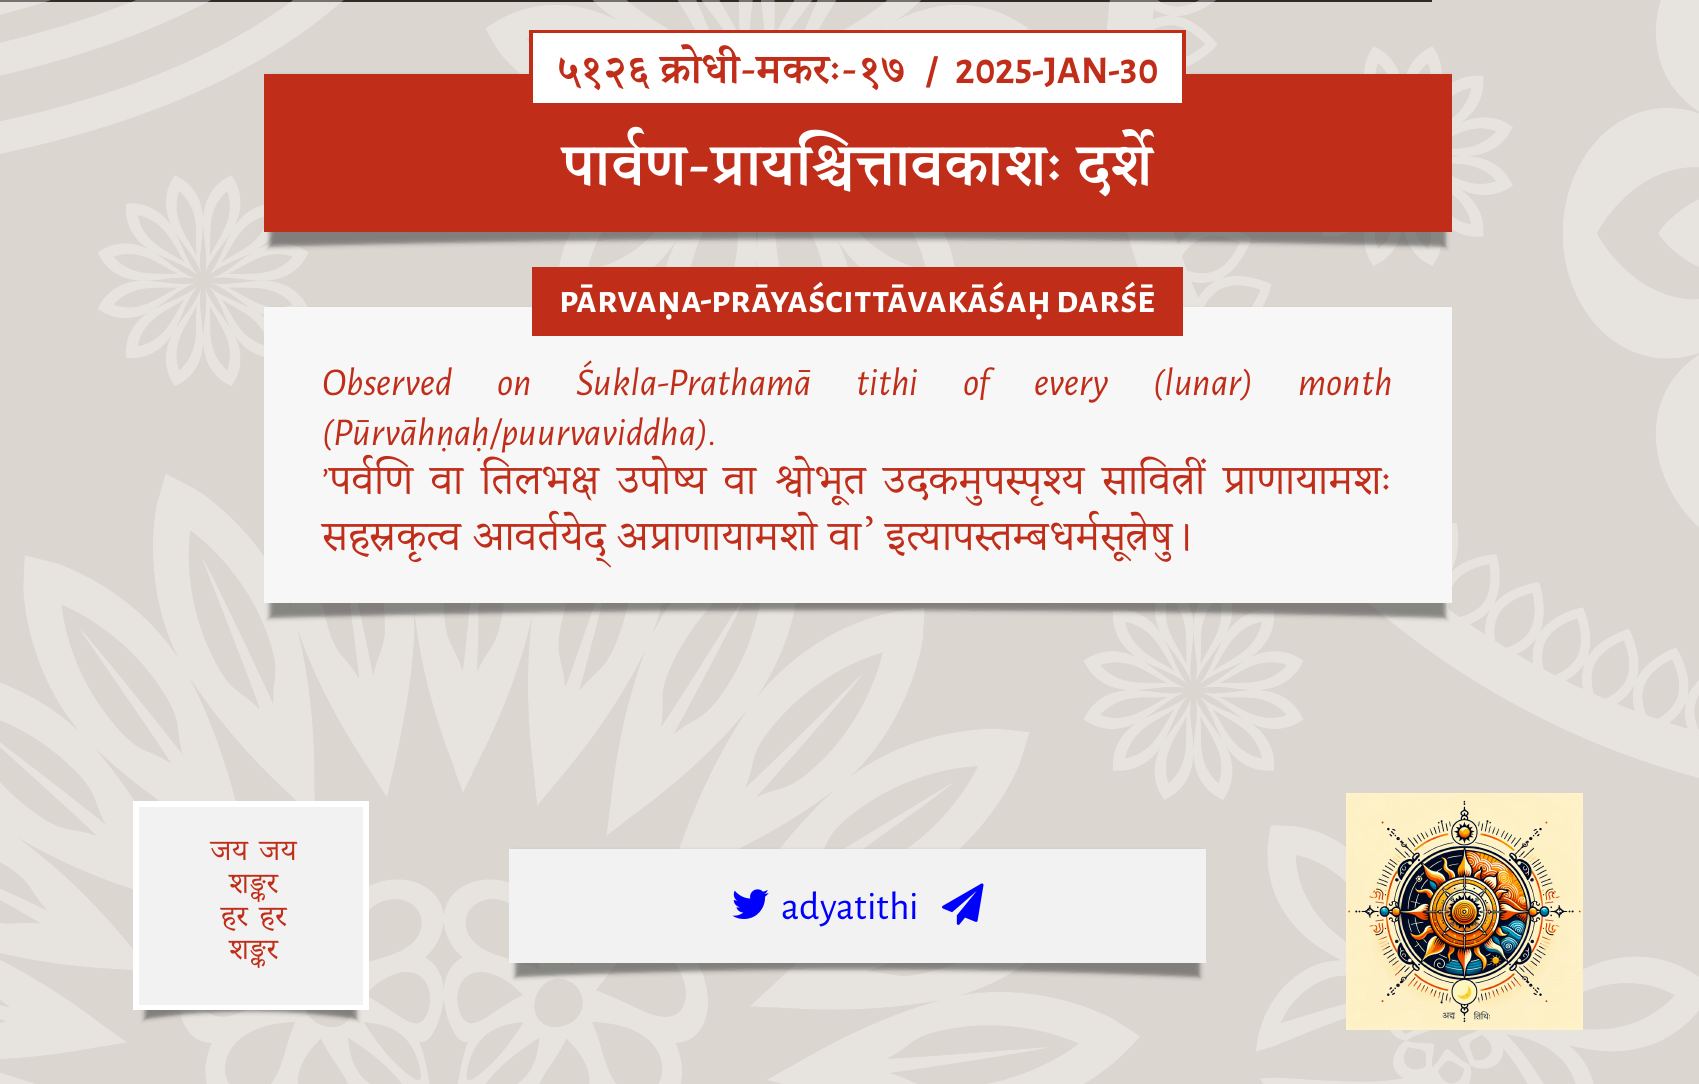 ५१२६ क्रोधी-मकरः-१७ / 2025-JAN-30
पार्वण-प्रायश्चित्तावकाशः दर्शे
PĀRVAṆA-PRĀYAŚCITTĀVAKĀŚAḤ DARŚĒ
Observed on Śukla-Prathamā tithi of every (lunar) month
(Pūrvāhṇaḥ/puurvaviddha).
’पर्वणि वा तिलभक्ष उपोष्य वा श्वोभूत उदकमुपस्पृश्य सावित्रीं प्राणायामशः
सहस्रकृत्व आवर्तयेद् अप्राणायामशो वा’ इत्यापस्तम्बधर्मसूत्रेषु।
जय जय
शङ्कर
हर हर
शङ्कर
adyatithi
अद्य तिथिः